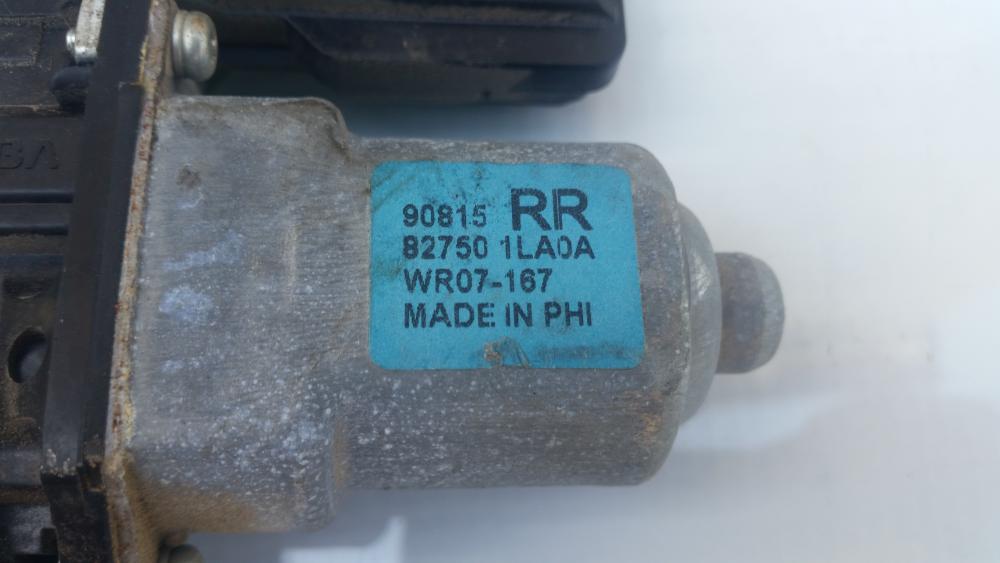 90815 RR
82750 1LA0A
WR07-167
MADE IN PHI